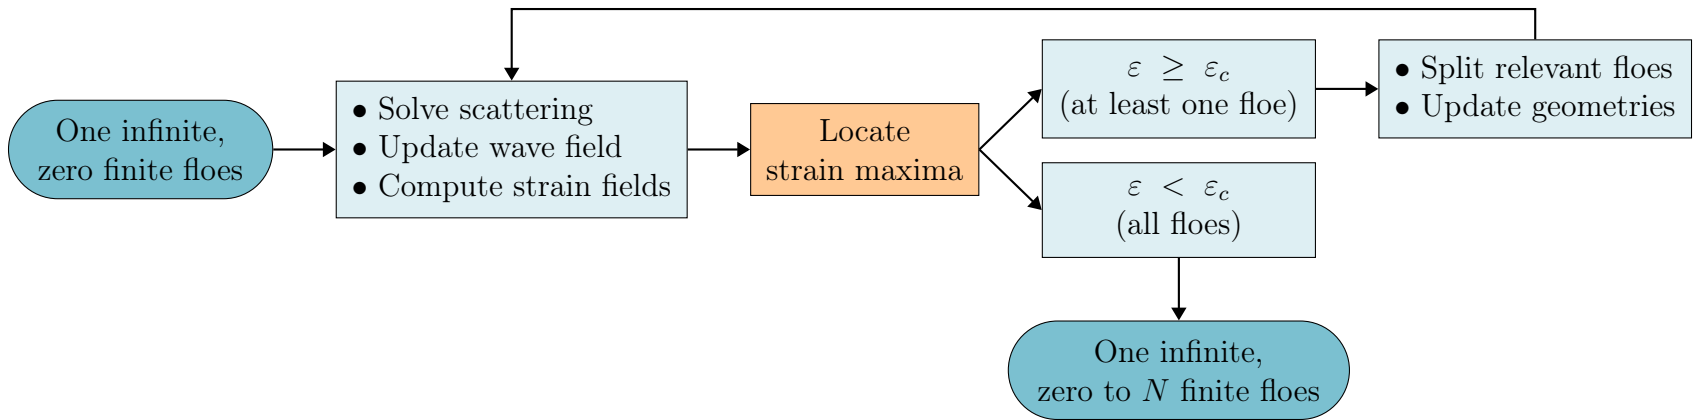 One infinite,
zero finite floes
• Solve scattering
• Update wave field
• Compute strain fields
Locate
strain maxima
ε ≥ ε_c
(at least one floe)
• Split relevant floes
• Update geometries
ε < ε_c
(all floes)
One infinite,
zero to N finite floes